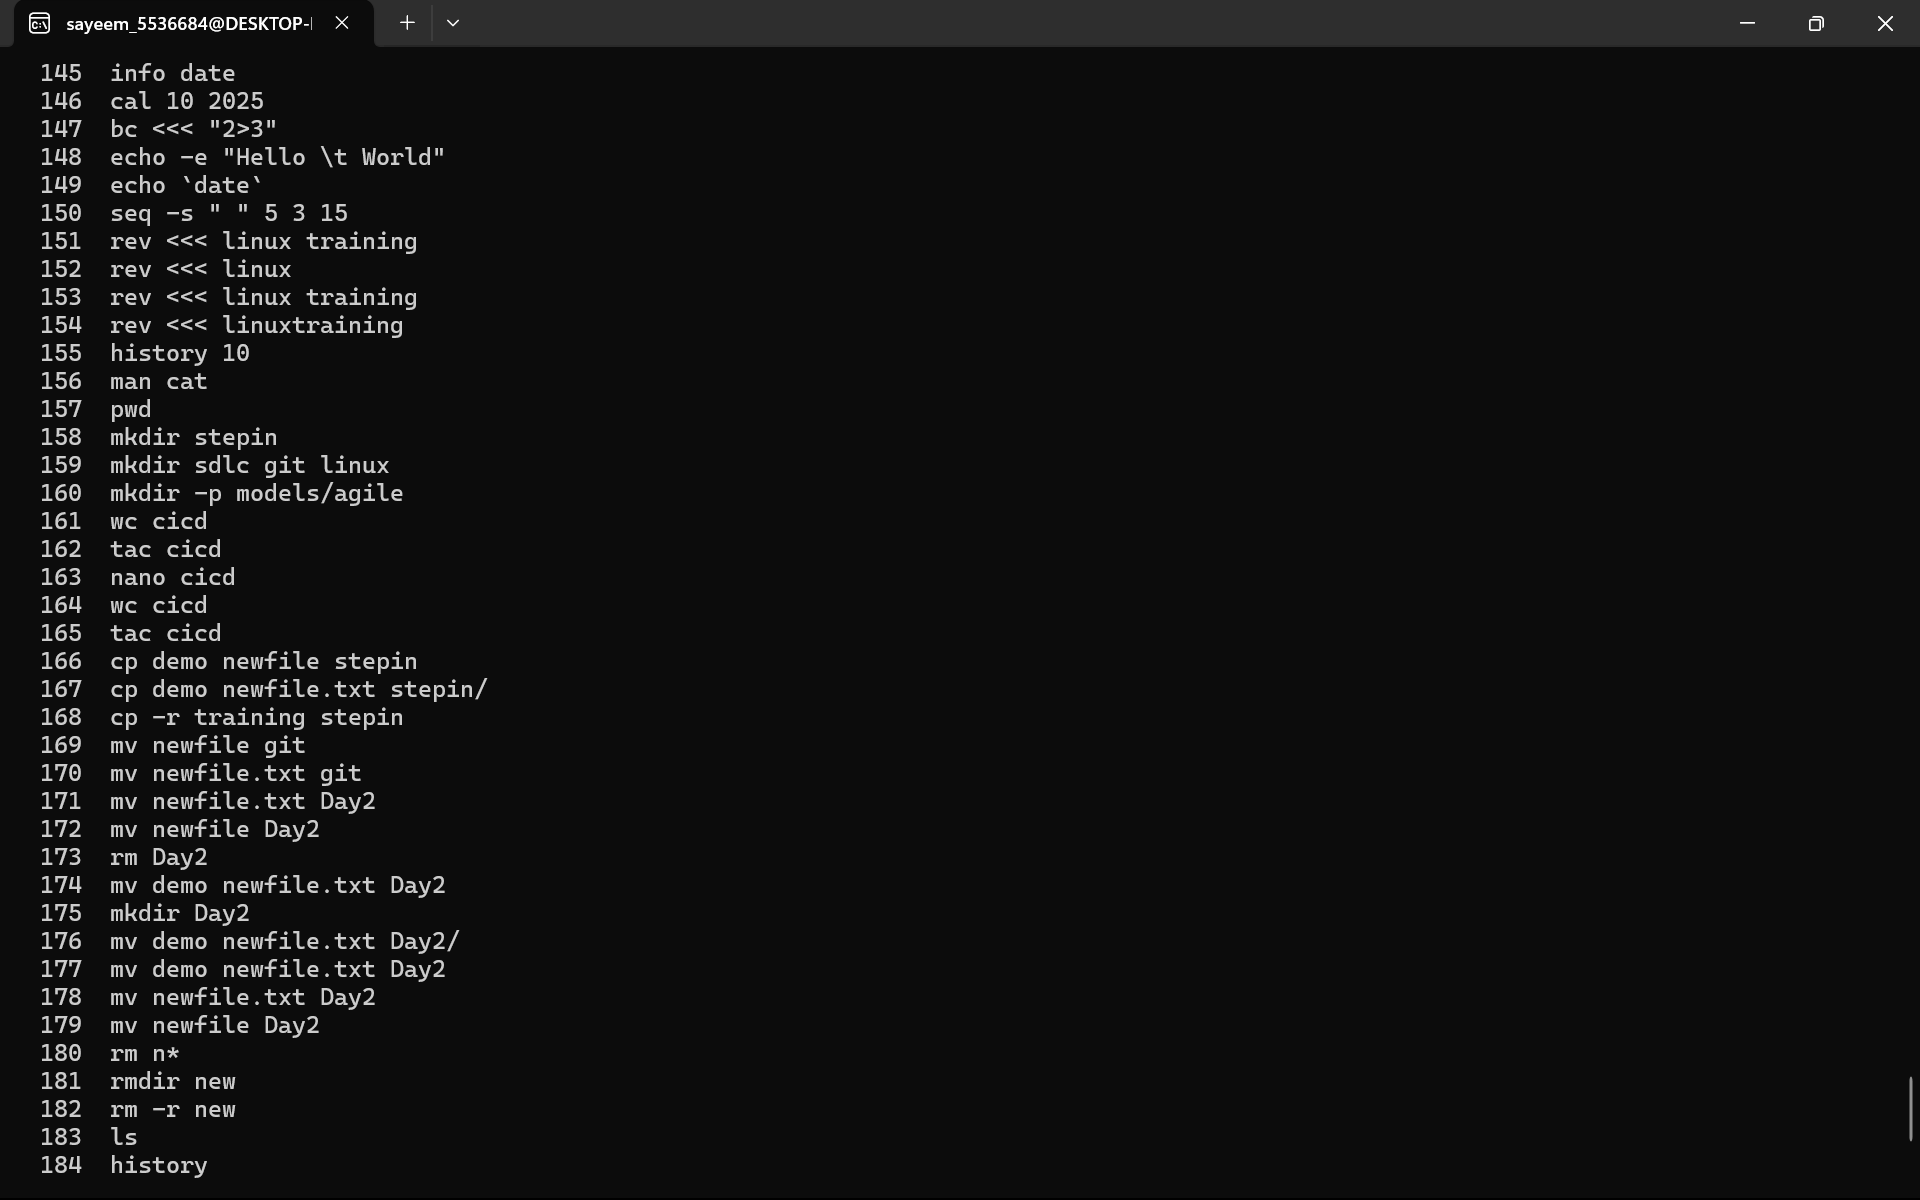 sayeem_5536684@DESKTOP-
145 info date
146 cal 10 2025
147 bc <<< "2>3"
148 echo -e "Hello \t World"
149 echo `date`
150 seq -s " " 5 3 15
151 rev <<< linux training
152 rev <<< linux
153 rev <<< linux training
154 rev <<< linuxtraining
155 history 10
156 man cat
157 pwd
158 mkdir stepin
159 mkdir sdlc git linux
160 mkdir -p models/agile
161 wc cicd
162 tac cicd
163 nano cicd
164 wc cicd
165 tac cicd
166 cp demo newfile stepin
167 cp demo newfile.txt stepin/
168 cp -r training stepin
169 mv newfile git
170 mv newfile.txt git
171 mv newfile.txt Day2
172 mv newfile Day2
173 rm Day2
174 mv demo newfile.txt Day2
175 mkdir Day2
176 mv demo newfile.txt Day2/
177 mv demo newfile.txt Day2
178 mv newfile.txt Day2
179 mv newfile Day2
180 rm n*
181 rmdir new
182 rm -r new
183 ls
184 history